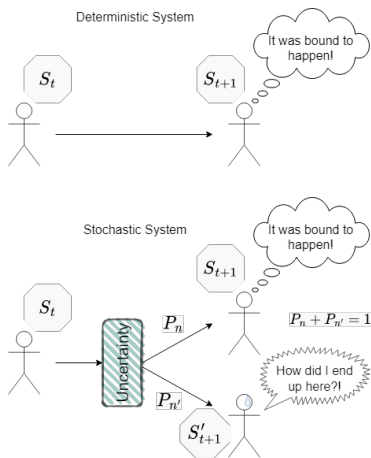 Deterministic System
It was bound to
happen!
$S_t$
$S_{t+1}$
Stochastic System
It was bound to
happen!
$S_{t+1}$
$S_t$
Uncertainty
$P_n$
$P_n + P_{n'} = 1$
$P_{n'}$
How did I end
up here?!
$S'_{t+1}$